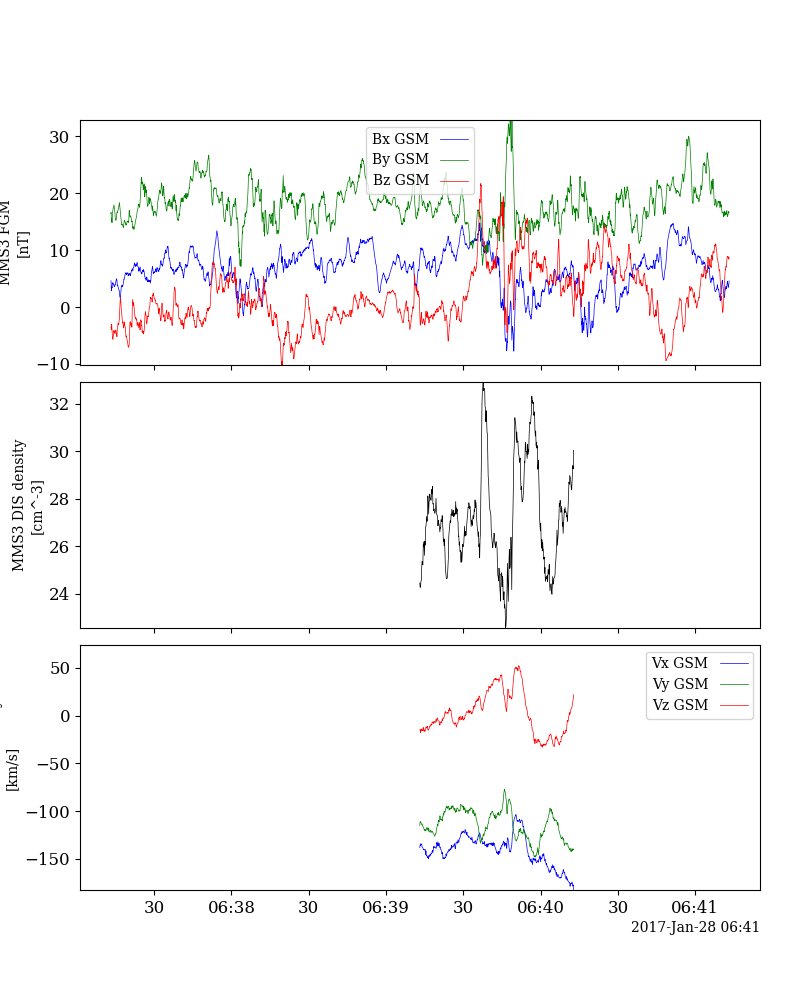 30
20
10
0
−10
MMS3 FGM
[nT]
Bx GSM
By GSM
Bz GSM
32
30
28
26
24
MMS3 DIS density
[cm^-3]
50
0
−50
−100
−150
[km/s]
Vx GSM
Vy GSM
Vz GSM
30 06:38 30 06:39 30 06:40 30 06:41
2017-Jan-28 06:41